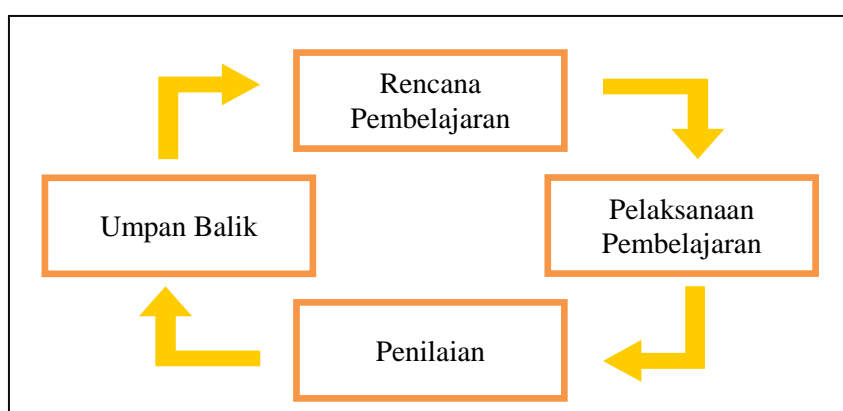 Rencana
Pembelajaran
Pelaksanaan
Pembelajaran
Penilaian
Umpan Balik